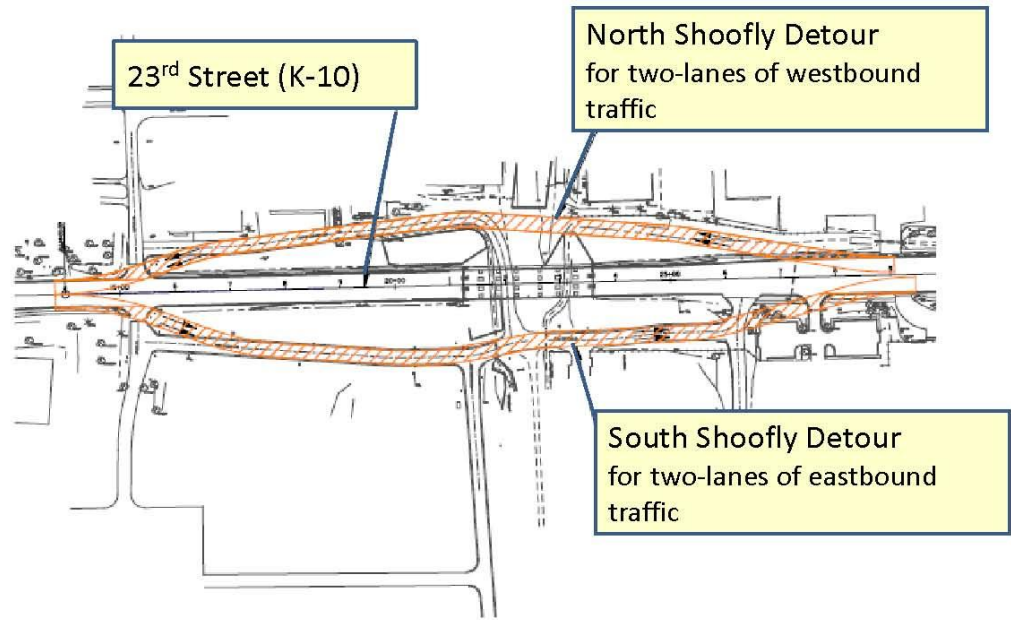 North Shoofly Detour
for two-lanes of westbound
traffic
23rd Street (K-10)
South Shoofly Detour
for two-lanes of eastbound
traffic